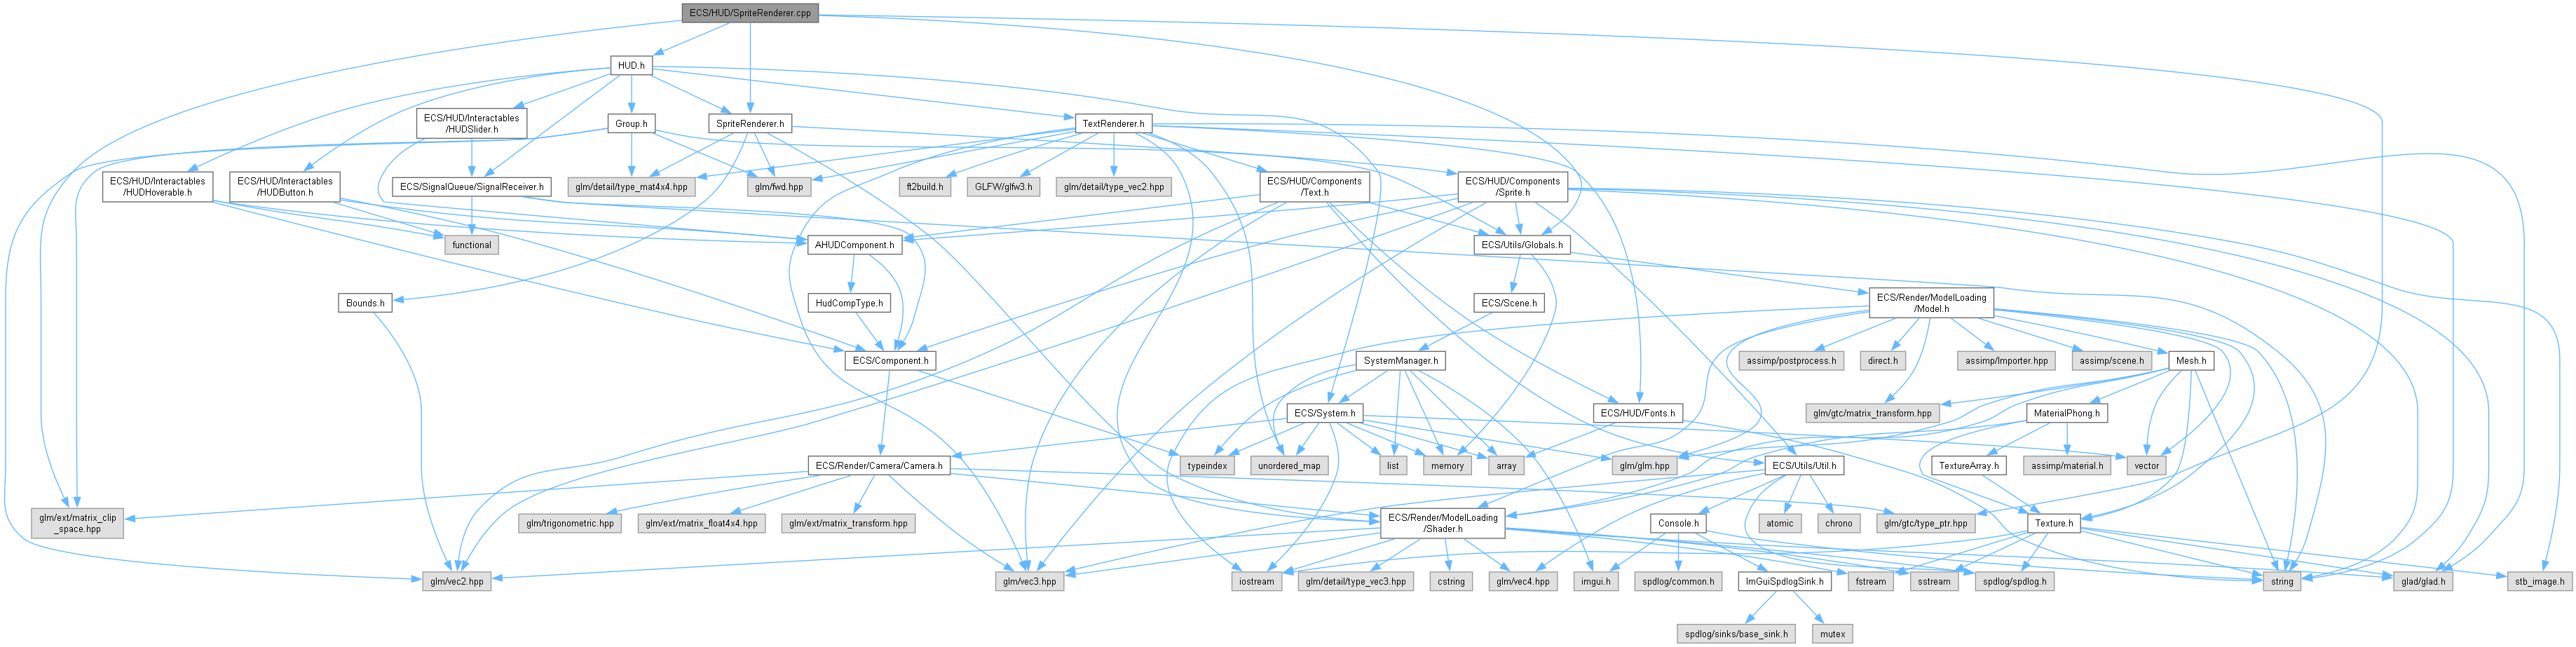 ECS/HUD/SpriteRenderer.cpp
HUD.h
ECS/HUD/Interactables
/HUDSlider.h
Group.h
SpriteRenderer.h
TextRenderer.h
ECS/HUD/Interactables
/HUDHoverable.h
ECS/HUD/Interactables
/HUDButton.h
ECS/SignalQueue/SignalReceiver.h
glm/detail/type_mat4x4.hpp
glm/fwd.hpp
ft2build.h
GLFW/glfw3.h
glm/detail/type_vec2.hpp
ECS/HUD/Components
/Text.h
ECS/HUD/Components
/Sprite.h
functional
AHUDComponent.h
ECS/Utils/Globals.h
Bounds.h
HudCompType.h
ECS/Scene.h
ECS/Render/ModelLoading
/Model.h
ECS/Component.h
SystemManager.h
assimp/postprocess.h
direct.h
assimp/Importer.hpp
assimp/scene.h
Mesh.h
ECS/System.h
ECS/HUD/Fonts.h
glm/gtc/matrix_transform.hpp
MaterialPhong.h
ECS/Render/Camera/Camera.h
typeindex
unordered_map
list
memory
array
glm/glm.hpp
ECS/Utils/Util.h
TextureArray.h
assimp/material.h
vector
glm/ext/matrix_clip
_space.hpp
glm/trigonometric.hpp
glm/ext/matrix_float4x4.hpp
glm/ext/matrix_transform.hpp
ECS/Render/ModelLoading
/Shader.h
Console.h
atomic
chrono
glm/gtc/type_ptr.hpp
Texture.h
glm/vec2.hpp
glm/vec3.hpp
iostream
glm/detail/type_vec3.hpp
cstring
glm/vec4.hpp
imgui.h
spdlog/common.h
ImGuiSpdlogSink.h
fstream
sstream
spdlog/spdlog.h
string
glad/glad.h
stb_image.h
spdlog/sinks/base_sink.h
mutex